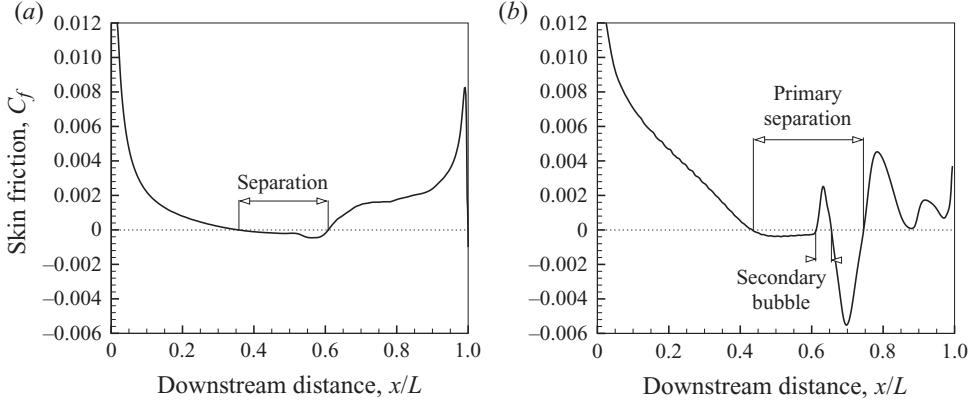 (a)
(b)
0.012
0.010
0.008
0.006
0.004
0.002
0
–0.002
–0.004
–0.006
Skin friction, Cf
Separation
0 0.2 0.4 0.6 0.8 1.0
Downstream distance, x/L
0.012
0.010
0.008
0.006
0.004
0.002
0
–0.002
–0.004
–0.006
Primary
separation
Secondary
bubble
0 0.2 0.4 0.6 0.8 1.0
Downstream distance, x/L